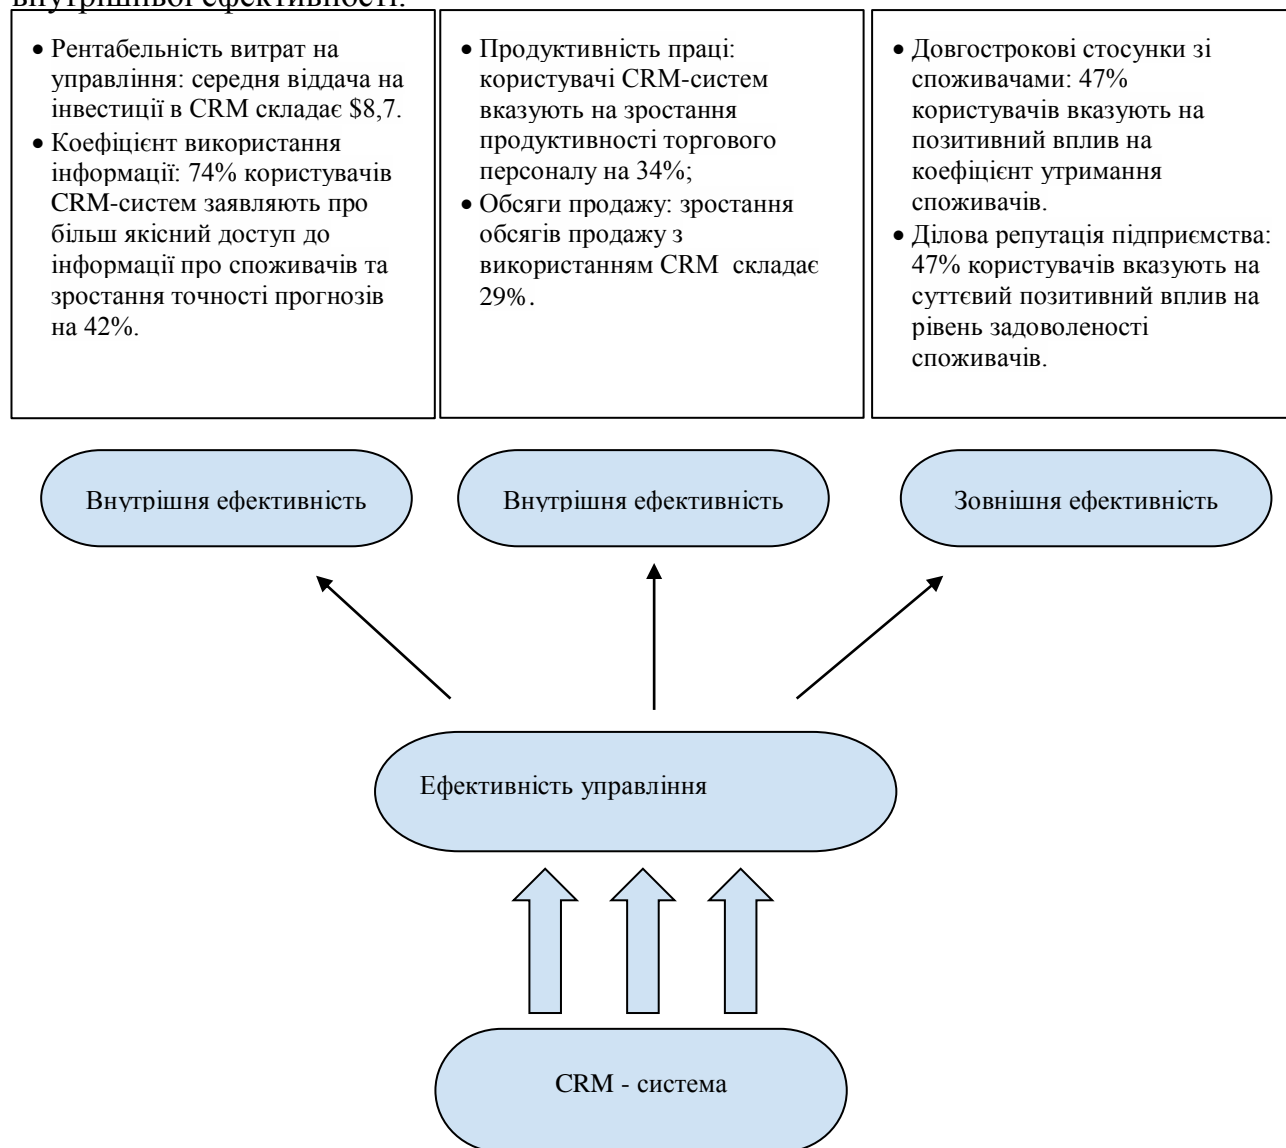 внутрішньої ефективності.
• Рентабельність витрат на
управління: середня віддача на
інвестиції в CRM складає $8,7.
• Коефіцієнт використання
інформації: 74% користувачів
CRM-систем заявляють про
більш якісний доступ до
інформації про споживачів та
зростання точності прогнозів
на 42%.
• Продуктивність праці:
користувачі CRM-систем
вказують на зростання
продуктивності торгового
персоналу на 34%;
• Обсяги продажу: зростання
обсягів продажу з
використанням CRM складає
29%.
• Довгострокові стосунки зі
споживачами: 47%
користувачів вказують на
позитивний вплив на
коефіцієнт утримання
споживачів.
• Ділова репутація підприємства:
47% користувачів вказують на
суттєвий позитивний вплив на
рівень задоволеності
споживачів.
Внутрішня ефективність
Внутрішня ефективність
Зовнішня ефективність
Ефективність управління
CRM - система